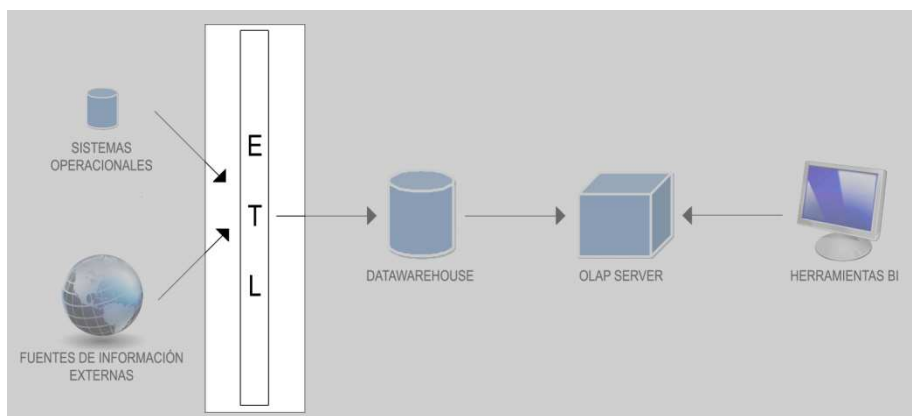 SISTEMAS
OPERACIONALES
FUENTES DE INFORMACIÓN
EXTERNAS
E
T
L
DATAWAREHOUSE
OLAP SERVER
HERRAMIENTAS BI